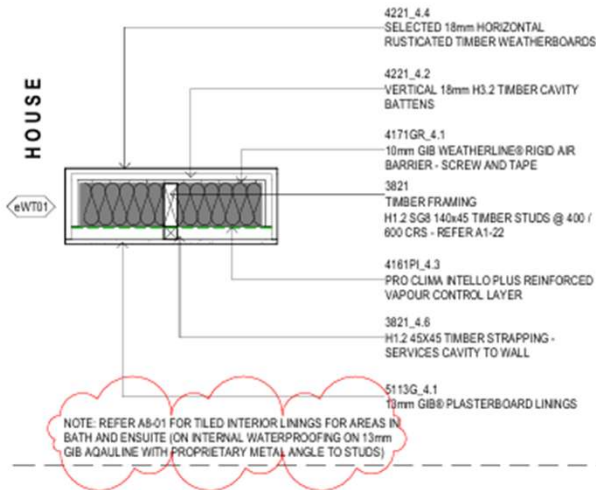 4221_4.4
SELECTED 18mm HORIZONTAL
RUSTICATED TIMBER WEATHERBOARDS
4221_4.2
VERTICAL 18mm H3.2 TIMBER CAVITY
BATTENS
HOUSE
4171GR_4.1
10mm GIB WEATHERLINE® RIGID AIR
BARRIER - SCREW AND TAPE
3821
TIMBER FRAMING
H1.2 SG8 140x45 TIMBER STUDS @ 400 /
600 CRS - REFER A1-22
eWT01
4161PI_4.3
PRO CLIMA INTELLO PLUS REINFORCED
VAPOUR CONTROL LAYER
3821_4.6
H1.2 45X45 TIMBER STRAPPING -
SERVICES CAVITY TO WALL
5113G_4.1
13mm GIB® PLASTERBOARD LININGS
NOTE: REFER A8-01 FOR TILED INTERIOR LININGS FOR AREAS IN
BATH AND ENSUITE (ON INTERNAL WATERPROOFING ON 13mm
GIB AQAULINE WITH PROPRIETARY METAL ANGLE TO STUDS)